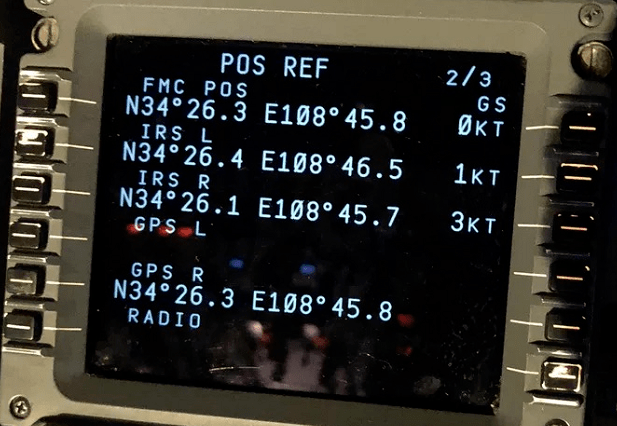 POS REF 2/3
FMC POS GS
N34°26.3 E108°45.8 0KT
IRS L
N34°26.4 E108°46.5 1KT
IRS R
N34°26.1 E108°45.7 3KT
GPS L
GPS R
N34°26.3 E108°45.8
RADIO